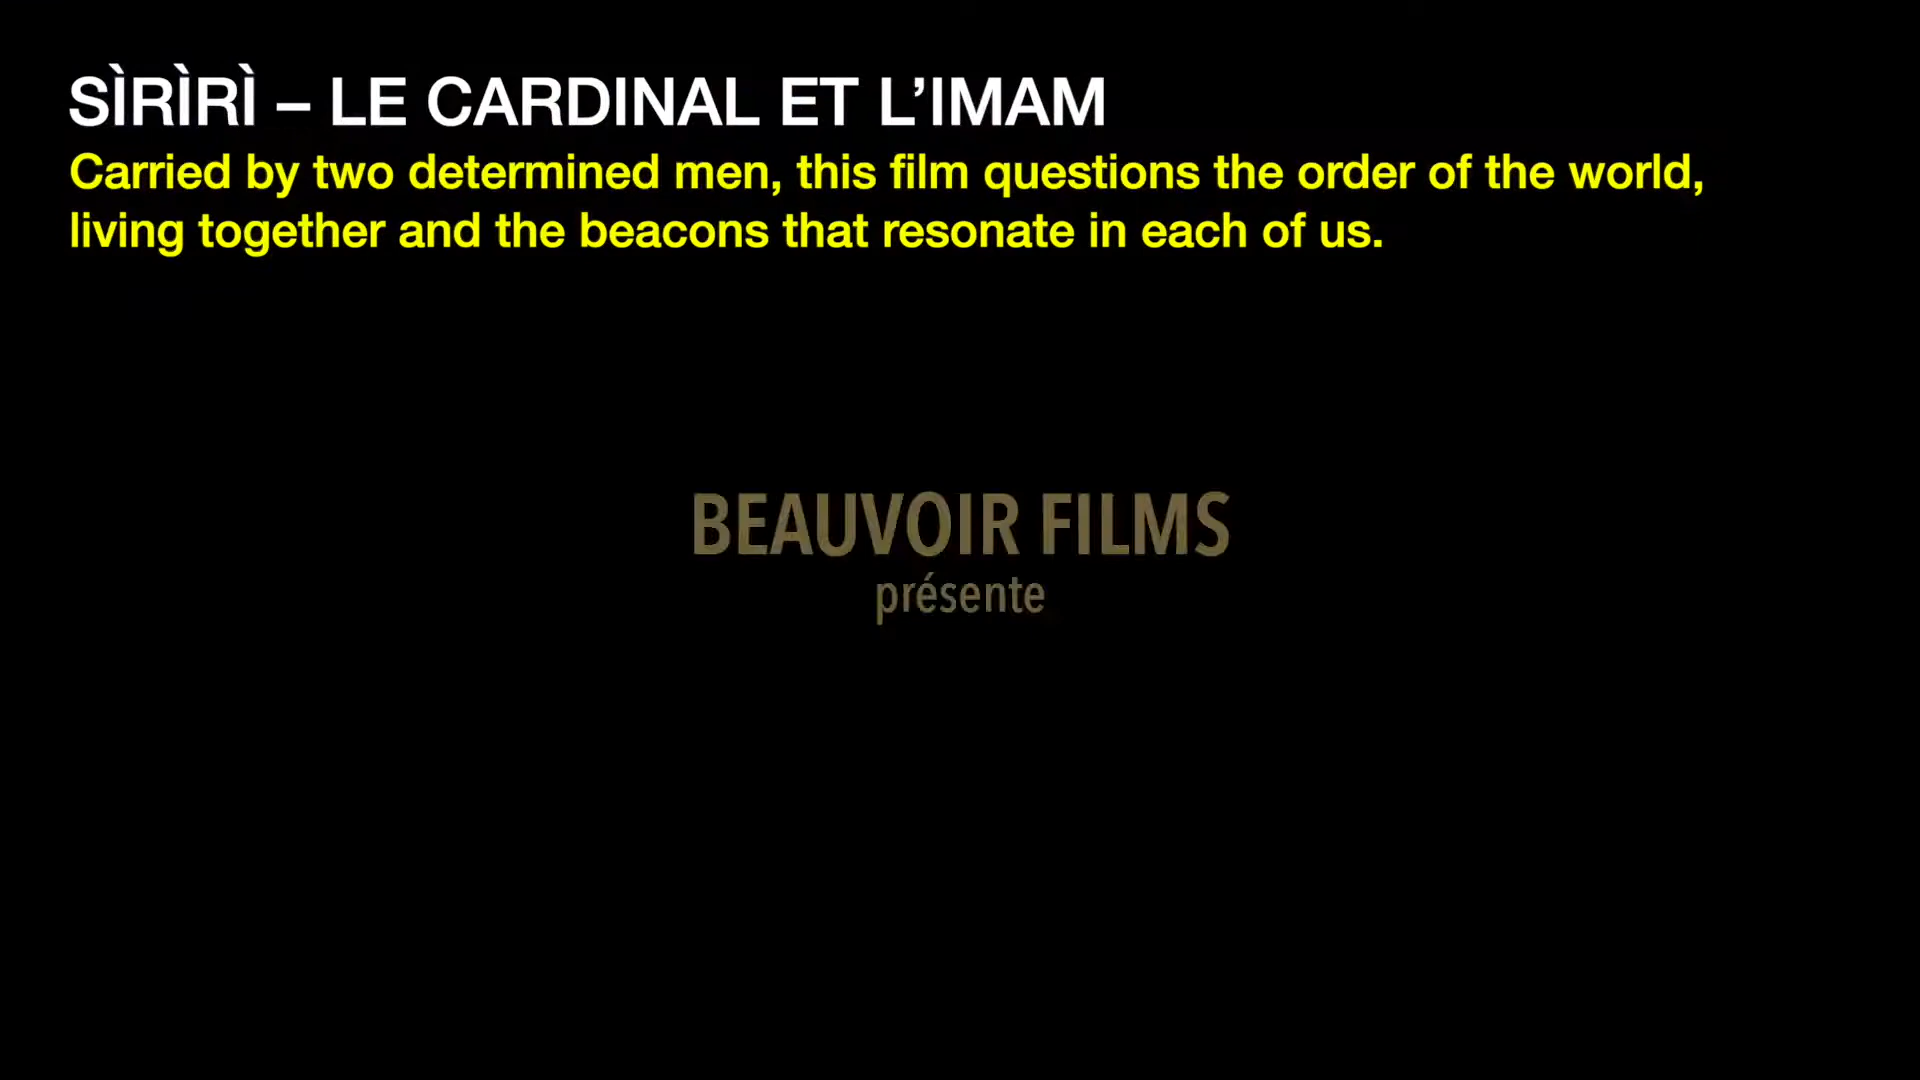 SÌRÌRÌ – LE CARDINAL ET L’IMAM
Carried by two determined men, this film questions the order of the world,
living together and the beacons that resonate in each of us.
BEAUVOIR FILMS
présente